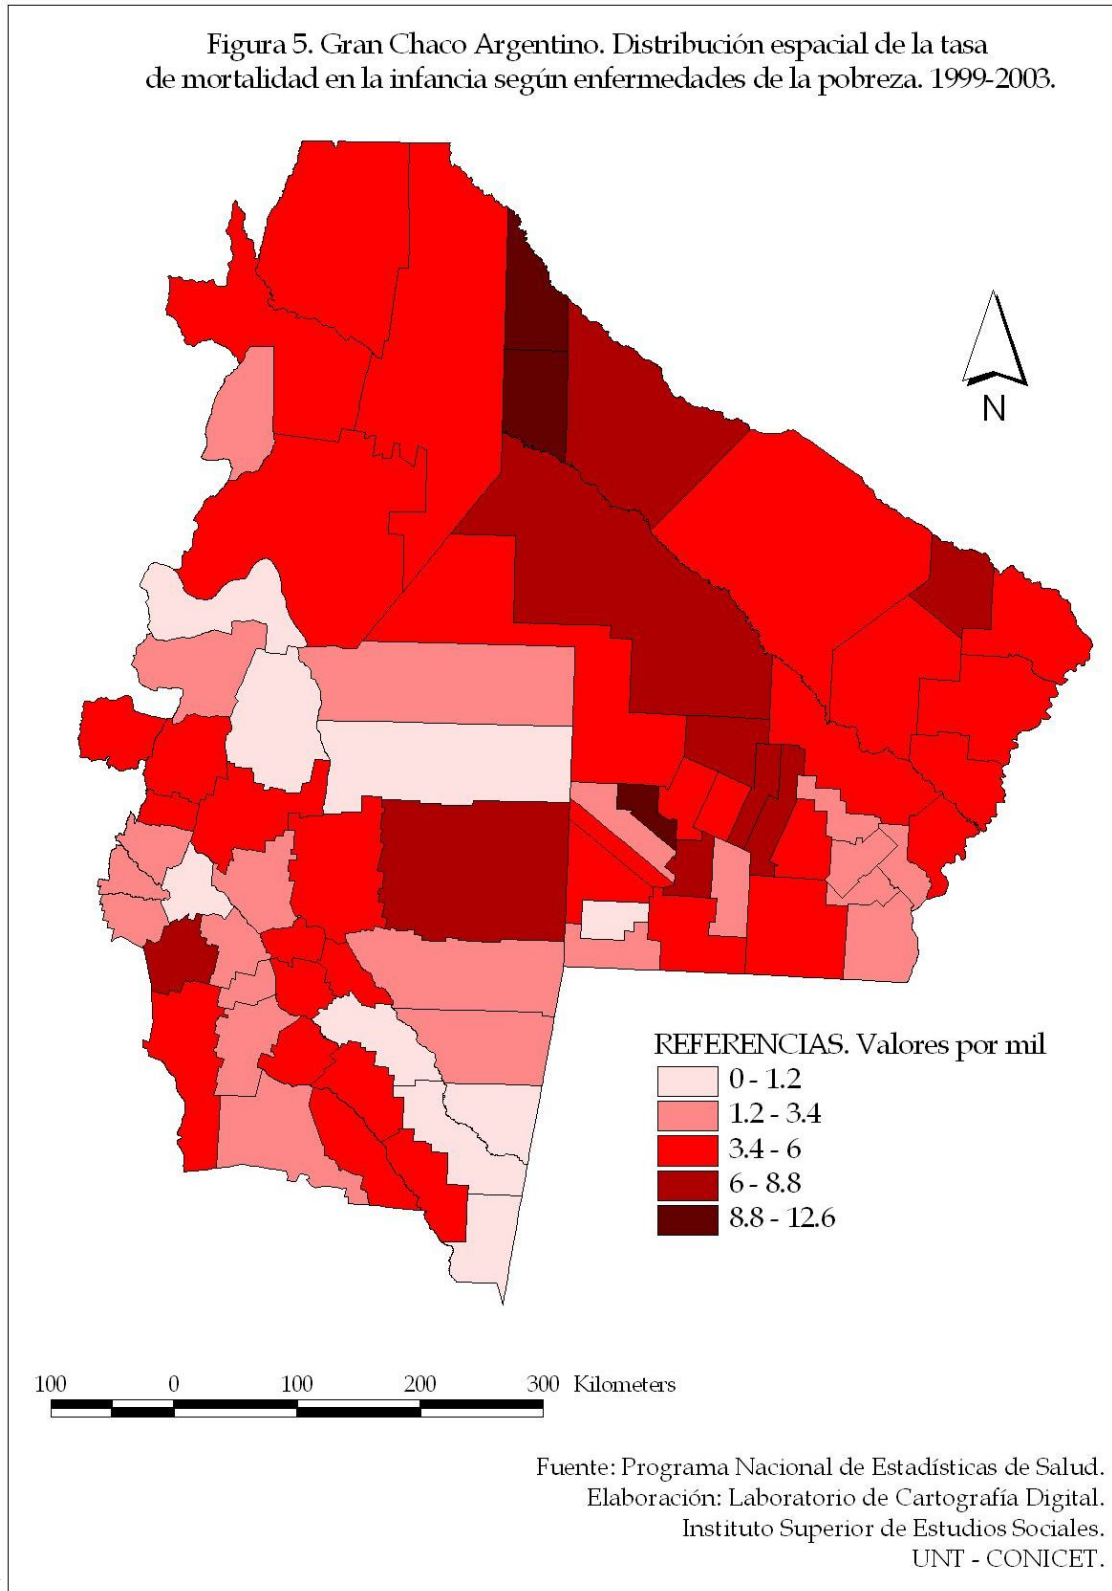 Figura 5. Gran Chaco Argentino. Distribución espacial de la tasa
de mortalidad en la infancia según enfermedades de la pobreza. 1999-2003.
N
REFERENCIAS. Valores por mil
0 - 1.2
1.2 - 3.4
3.4 - 6
6 - 8.8
8.8 - 12.6
100 0 100 200 300 Kilometers
Fuente: Programa Nacional de Estadísticas de Salud.
Elaboración: Laboratorio de Cartografía Digital.
Instituto Superior de Estudios Sociales.
UNT - CONICET.